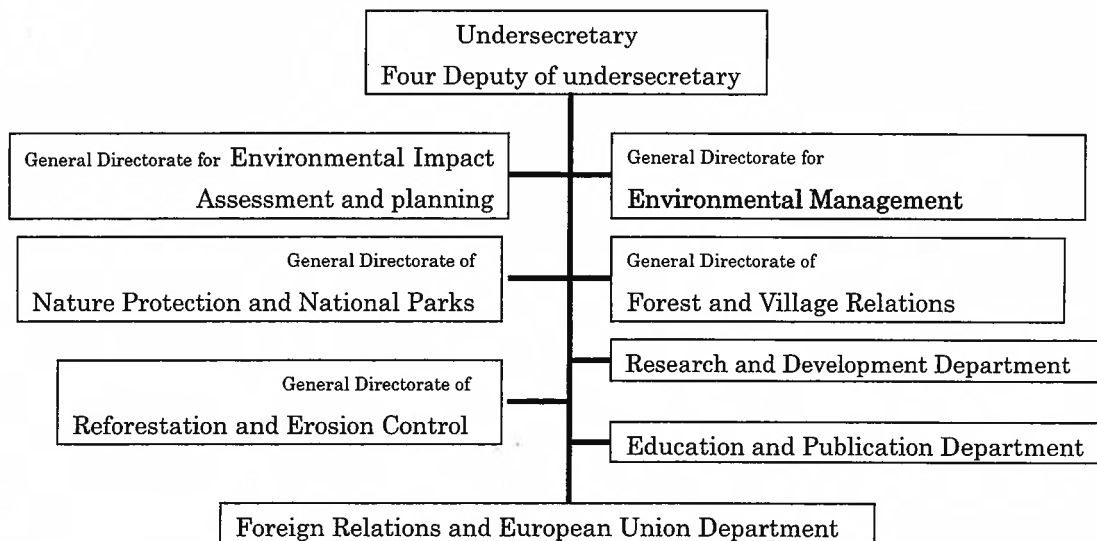 Undersecretary
Four Deputy of undersecretary
General Directorate for Environmental Impact
Assessment and planning
General Directorate for
Environmental Management
General Directorate of
Nature Protection and National Parks
General Directorate of
Forest and Village Relations
Research and Development Department
General Directorate of
Reforestation and Erosion Control
Education and Publication Department
Foreign Relations and European Union Department